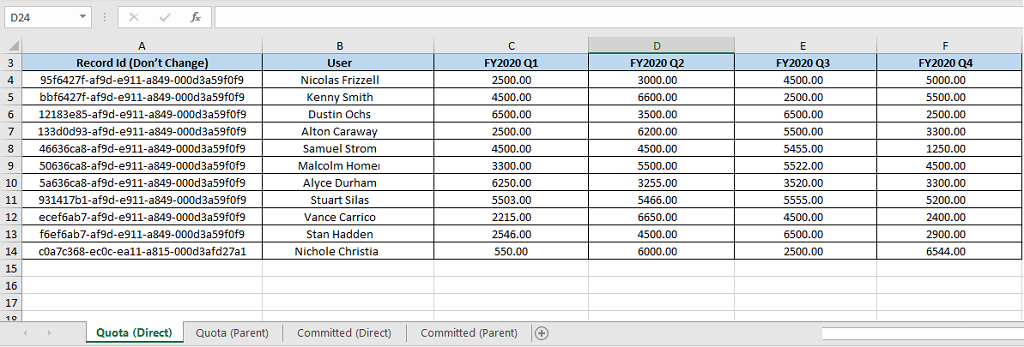 D24 fx
A B C D E F
3 Record Id (Don't Change) User FY2020 Q1 FY2020 Q2 FY2020 Q3 FY2020 Q4
4 95f6427f-af9d-e911-a849-000d3a59f0f9 Nicolas Frizzell 2500.00 3000.00 4500.00 5000.00
5 bbf6427f-af9d-e911-a849-000d3a59f0f9 Kenny Smith 4500.00 6600.00 2500.00 5500.00
6 12183e85-af9d-e911-a849-000d3a59f0f9 Dustin Ochs 6500.00 3500.00 6500.00 2500.00
7 133d0d93-af9d-e911-a849-000d3a59f0f9 Alton Caraway 2500.00 6200.00 5500.00 3300.00
8 46636ca8-af9d-e911-a849-000d3a59f0f9 Samuel Strom 4500.00 4500.00 5455.00 1250.00
9 50636ca8-af9d-e911-a849-000d3a59f0f9 Malcolm Homer 3300.00 5500.00 5522.00 4500.00
10 5a636ca8-af9d-e911-a849-000d3a59f0f9 Alyce Durham 6250.00 3255.00 3520.00 3300.00
11 931417b1-af9d-e911-a849-000d3a59f0f9 Stuart Silas 5503.00 5466.00 5555.00 5200.00
12 ecef6ab7-af9d-e911-a849-000d3a59f0f9 Vance Carrico 2215.00 6650.00 4500.00 2400.00
13 f6ef6ab7-af9d-e911-a849-000d3a59f0f9 Stan Hadden 2546.00 4500.00 6500.00 2900.00
14 c0a7c368-ec0c-ea11-a815-000d3afd27a1 Nichole Christia 550.00 6000.00 2500.00 6544.00
15
16
17
18
Quota (Direct) Quota (Parent) Committed (Direct) Committed (Parent)